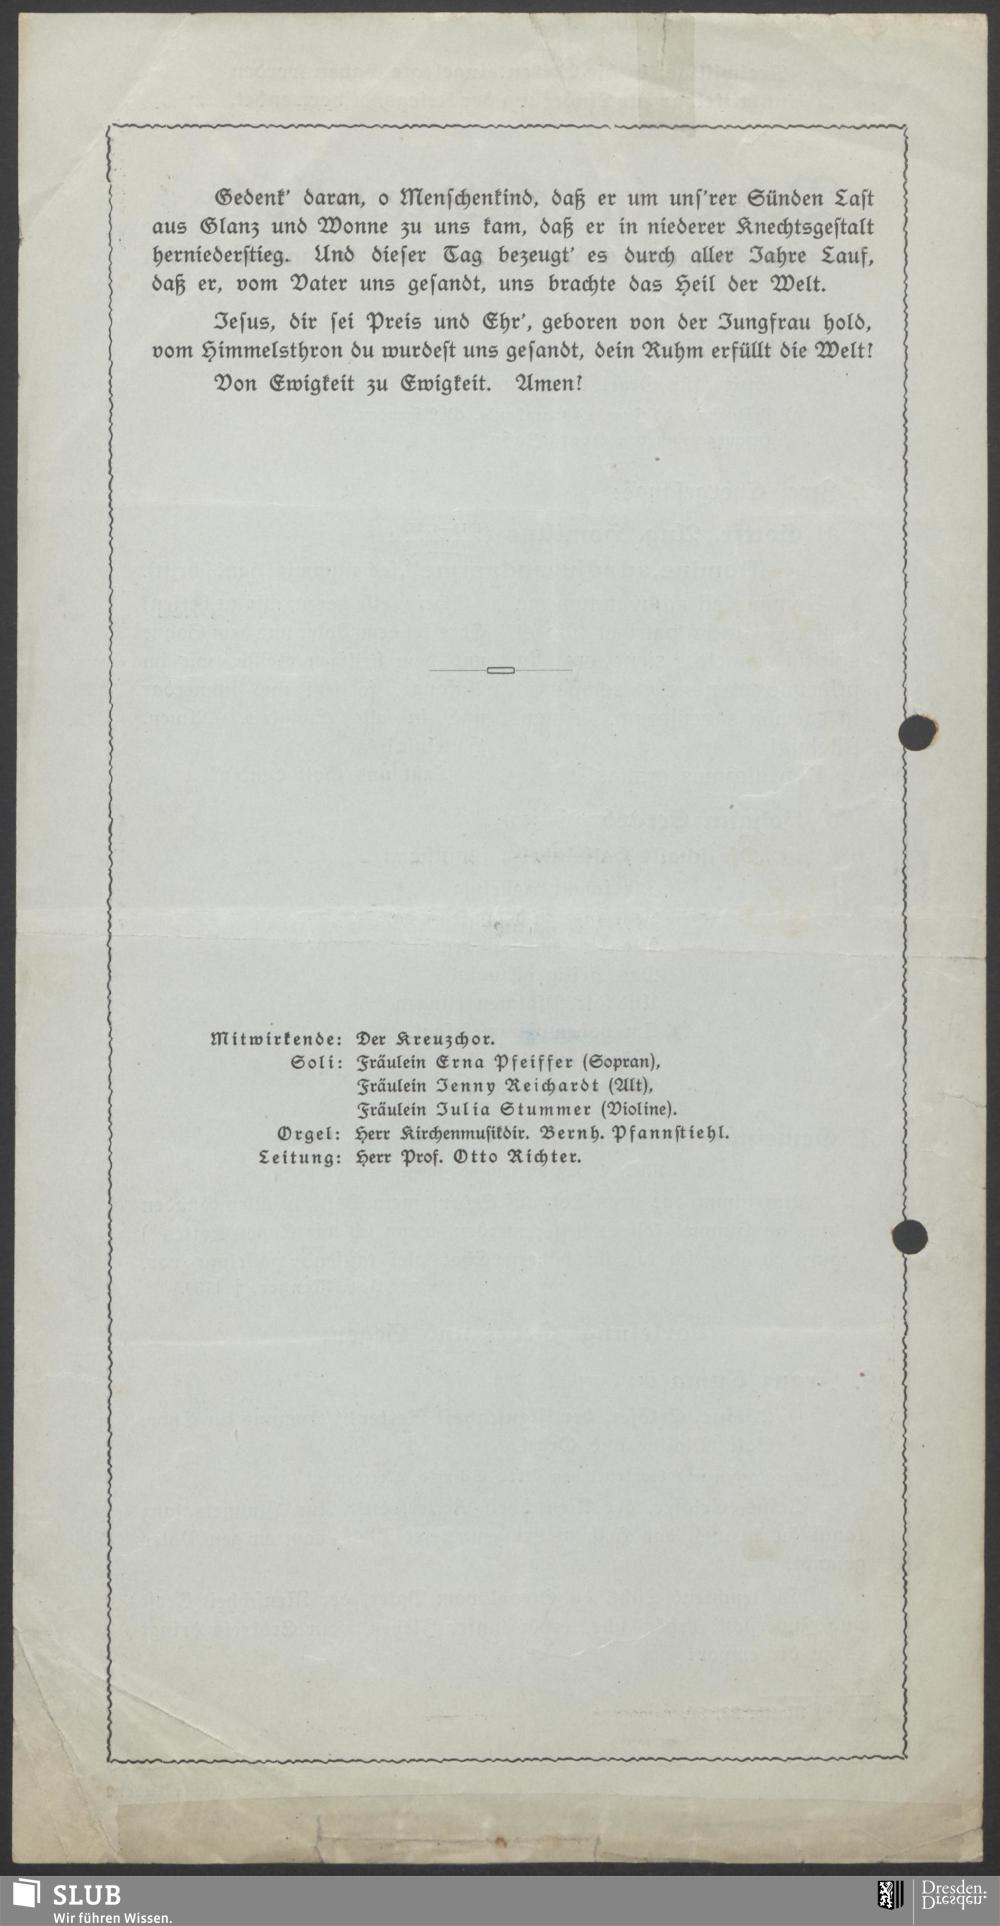 Gedenk' daran, o Menschenkind, daß er um uns'rer Sünden Last
aus Glanz und Wonne zu uns kam, daß er in niederer Knechtsgestalt
herniederstieg. Und dieser Tag bezeugt' es durch aller Jahre Lauf,
daß er, vom Vater uns gesandt, uns brachte das Heil der Welt.
Jesus, dir sei Preis und Ehr', geboren von der Jungfrau hold,
vom Himmelsthron du wurdest uns gesandt, dein Ruhm erfüllt die Welt!
Von Ewigkeit zu Ewigkeit. Amen!
Mitwirkende: Der Kreuzchor.
Soli: Fräulein Erna Pfeiffer (Sopran),
Fräulein Jenny Reichardt (Alt),
Fräulein Julia Stummer (Violine).
Orgel: Herr Kirchenmusikdir. Bernh. Pfannstiehl.
Leitung: Herr Prof. Otto Richter.
SLUB
Wir führen Wissen.
Dresden.
Dresden.